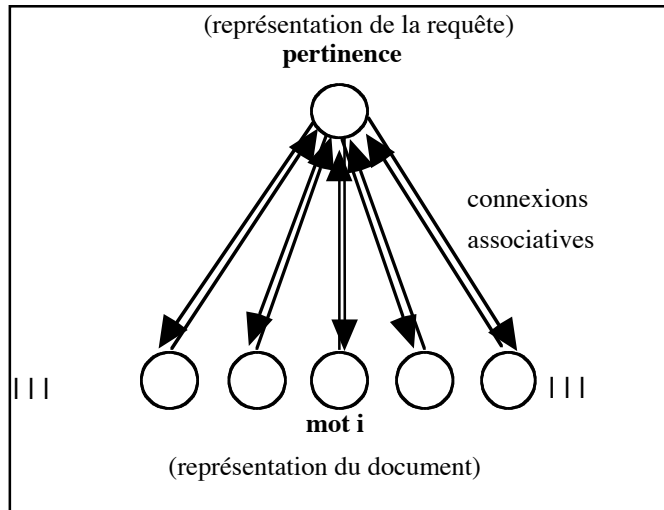 (représentation de la requête)
pertinence
connexions
associatives
mot i
(représentation du document)